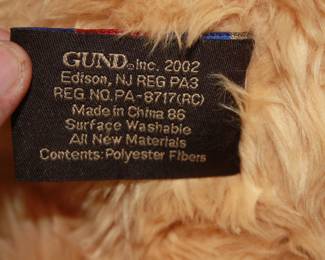 GUND® Inc. 2002
Edison, NJ REG PA3
REG NO. PA-8717(RC)
Made in China 86
Surface Washable
All New Materials
Contents: Polyester Fibers